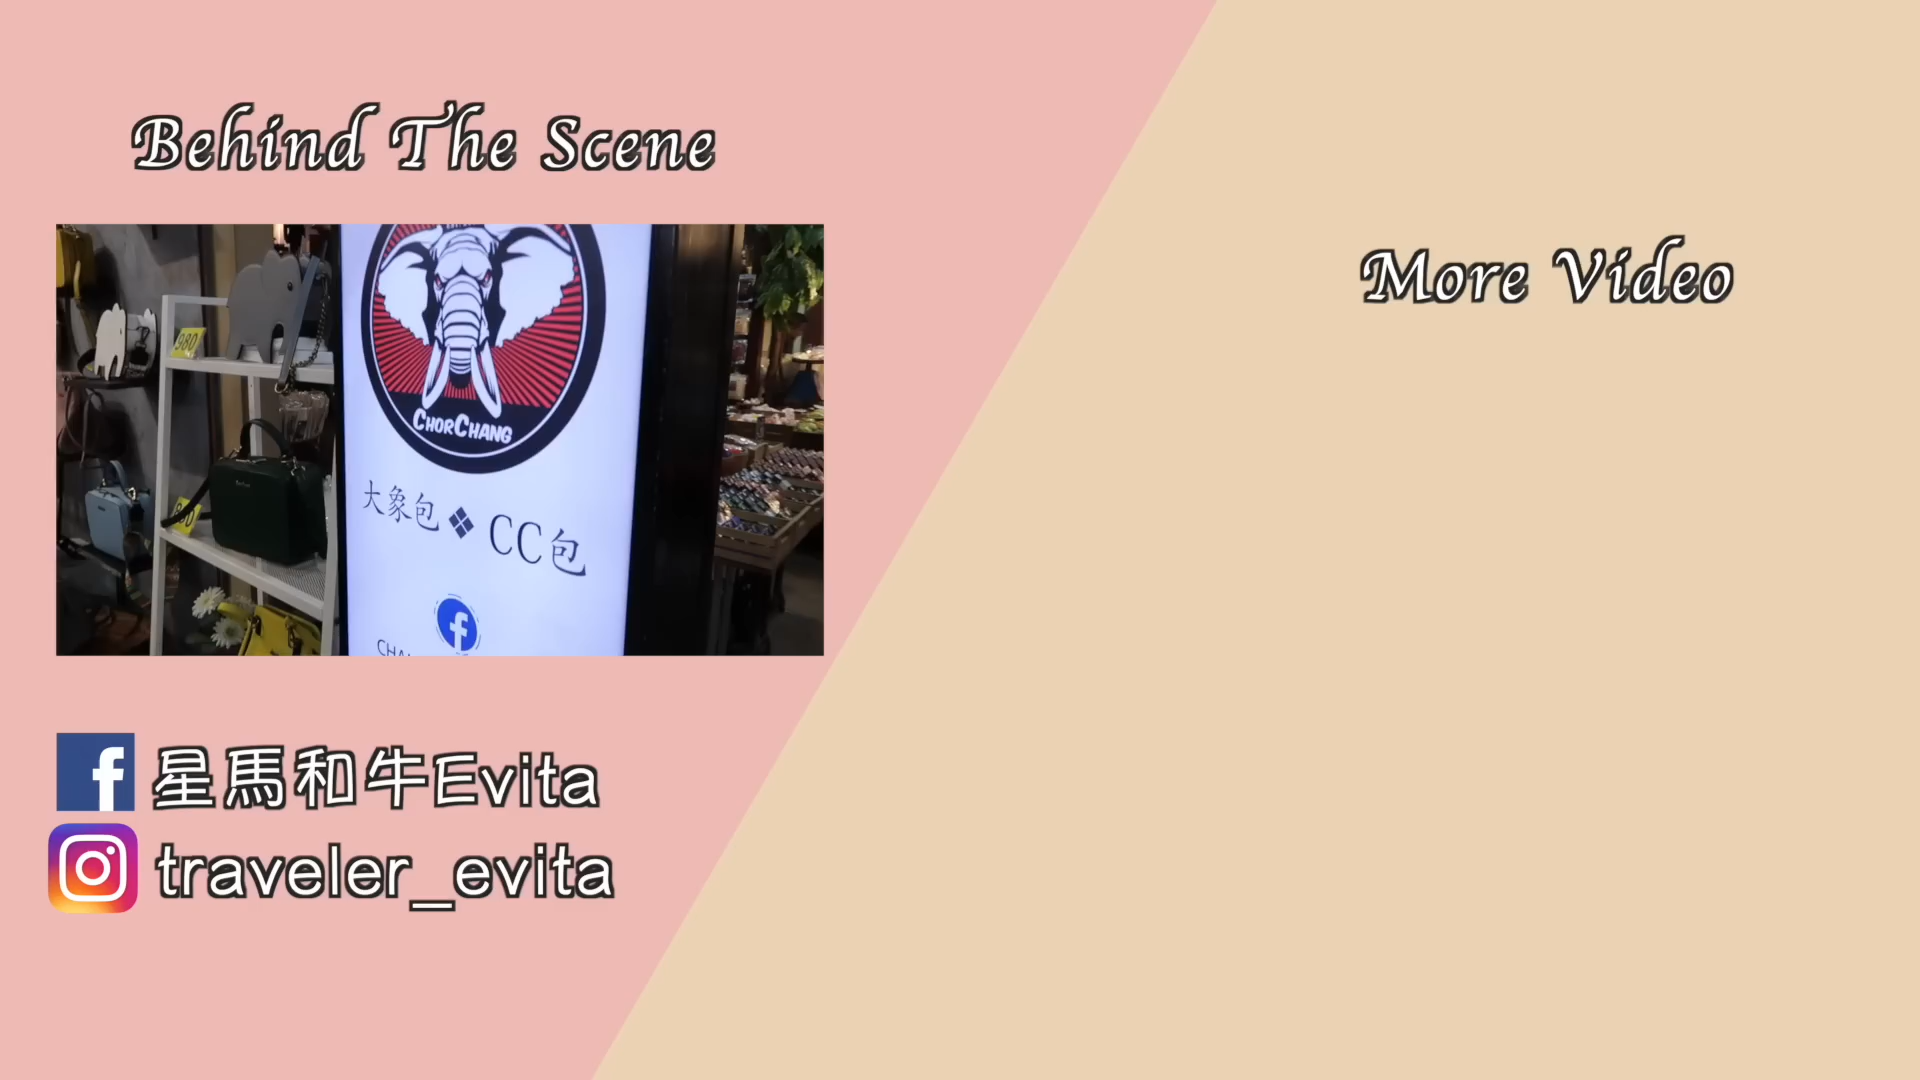 Behind The Scene
More Video
980
CHORCHANG
大象包❖CC包
星馬和牛Evita
traveler_evita